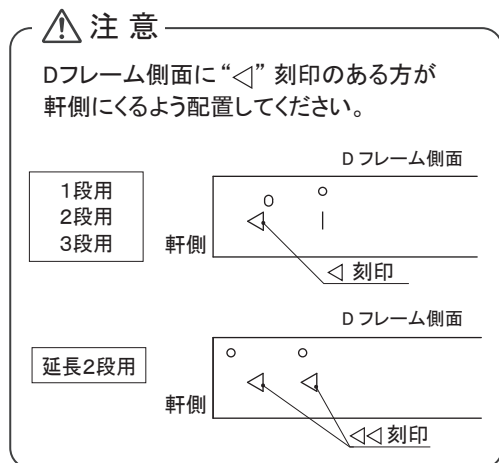 注 意
Dフレーム側面に“◁” 刻印のある方が
軒側にくるよう配置してください。
Dフレーム側面
1段用
2段用
3段用
軒側
◁ 刻印
Dフレーム側面
延長2段用
軒側
◁◁ 刻印